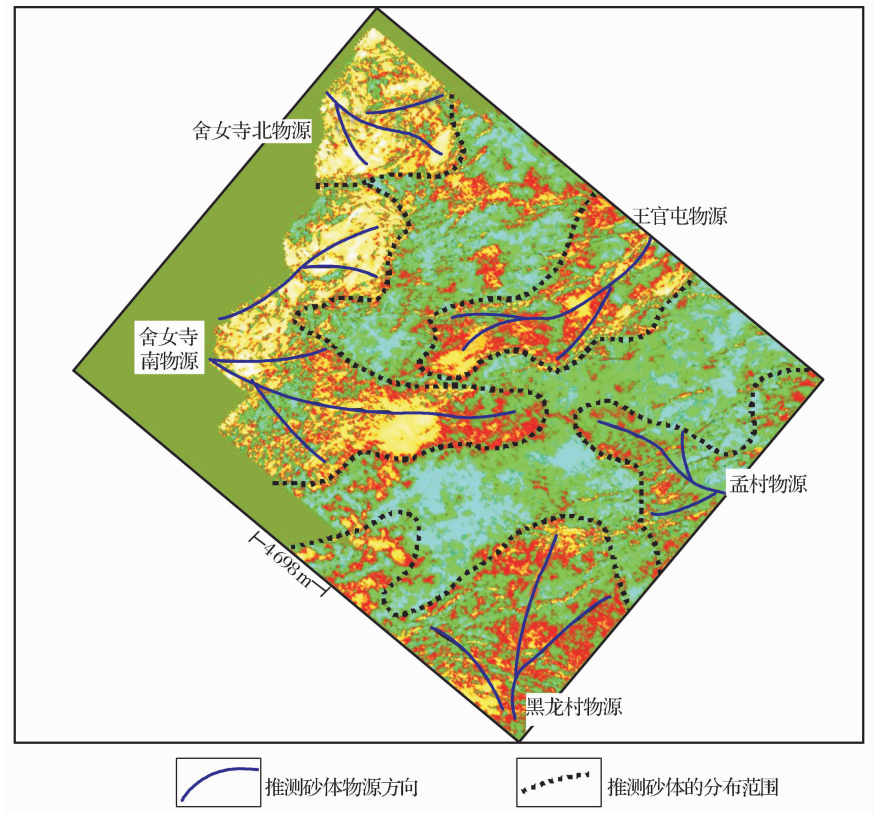 舍女寺北物源
王官屯物源
舍女寺
南物源
孟村物源
4698m
黑龙村物源
推测砂体物源方向
推测砂体的分布范围